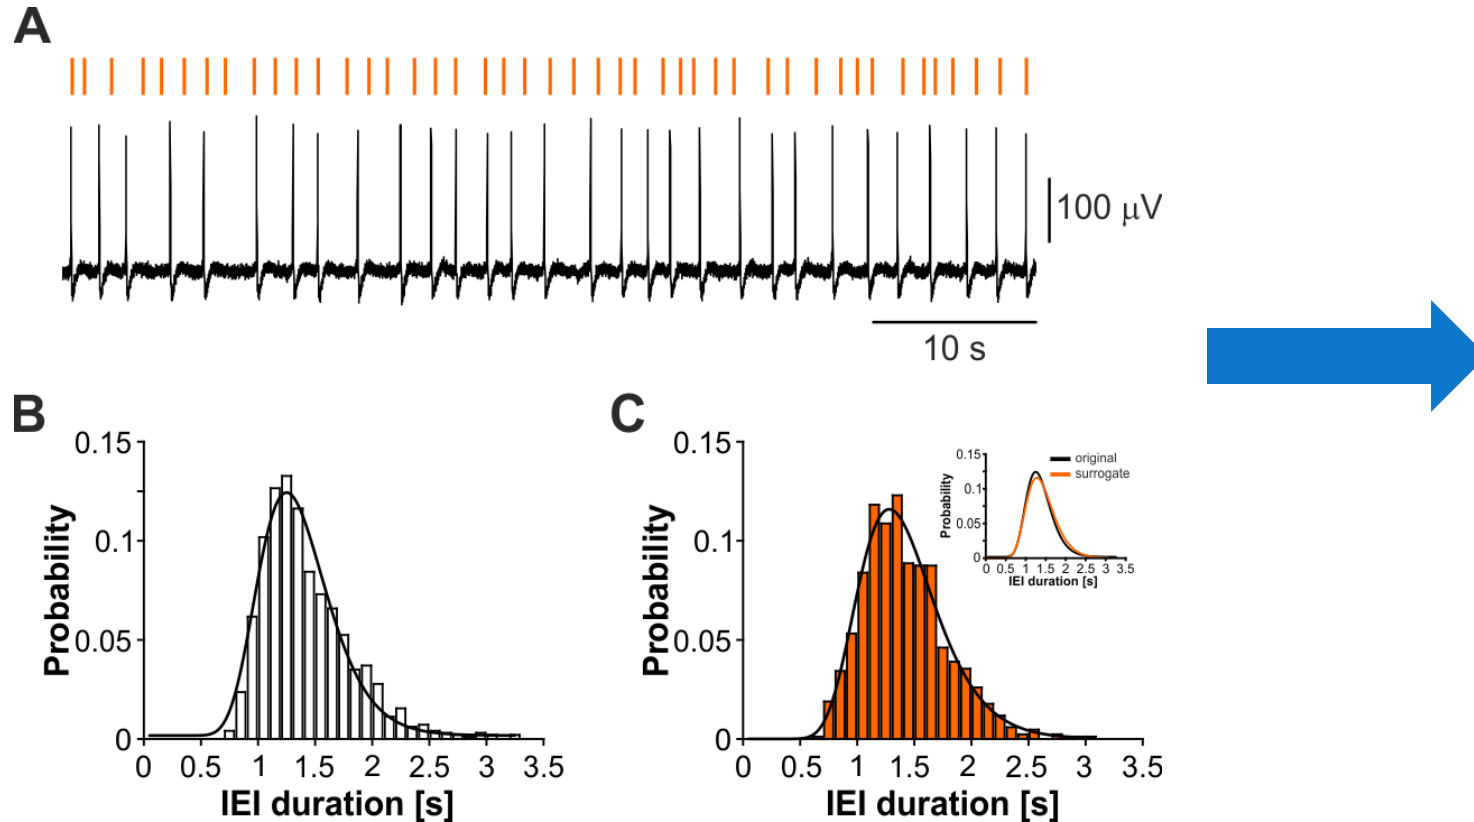 A
100 μV
10 s
B
0.15
0.1
0.05
0
Probability
0 0.5 1 1.5 2 2.5 3 3.5
IEI duration [s]
C
0.15
0.1
0.05
0
Probability
0 0.5 1 1.5 2 2.5 3 3.5
IEI duration [s]
0.15
0.1
0.05
0
Probability
original
surrogate
0 0.5 1 1.5 2 2.5 3 3.5
IEI duration [s]